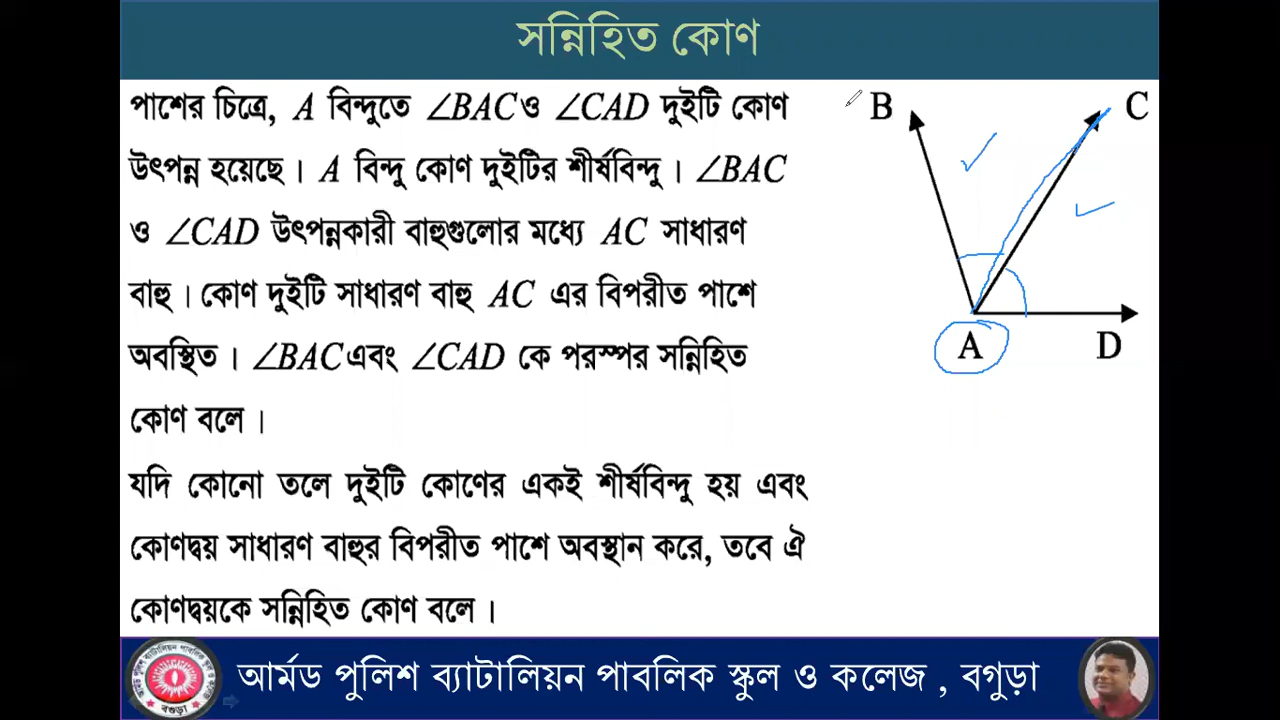 সন্নিহিত কোণ
পাশের চিত্রে, A বিন্দুতে ∠BAC ও ∠CAD দুইটি কোণ
উৎপন্ন হয়েছে। A বিন্দু কোণ দুইটির শীর্ষবিন্দু। ∠BAC
ও ∠CAD উৎপন্নকারী বাহুগুলোর মধ্যে AC সাধারণ
বাহু। কোণ দুইটি সাধারণ বাহু AC এর বিপরীত পাশে
অবস্থিত। ∠BAC এবং ∠CAD কে পরস্পর সন্নিহিত
কোণ বলে।
যদি কোনো তলে দুইটি কোণের একই শীর্ষবিন্দু হয় এবং
কোণদ্বয় সাধারণ বাহুর বিপরীত পাশে অবস্থান করে, তবে ঐ
কোণদ্বয়কে সন্নিহিত কোণ বলে।
B
C
A
D
আর্মড পুলিশ ব্যাটালিয়ন পাবলিক স্কুল ও কলেজ , বগুড়া
বগুড়া